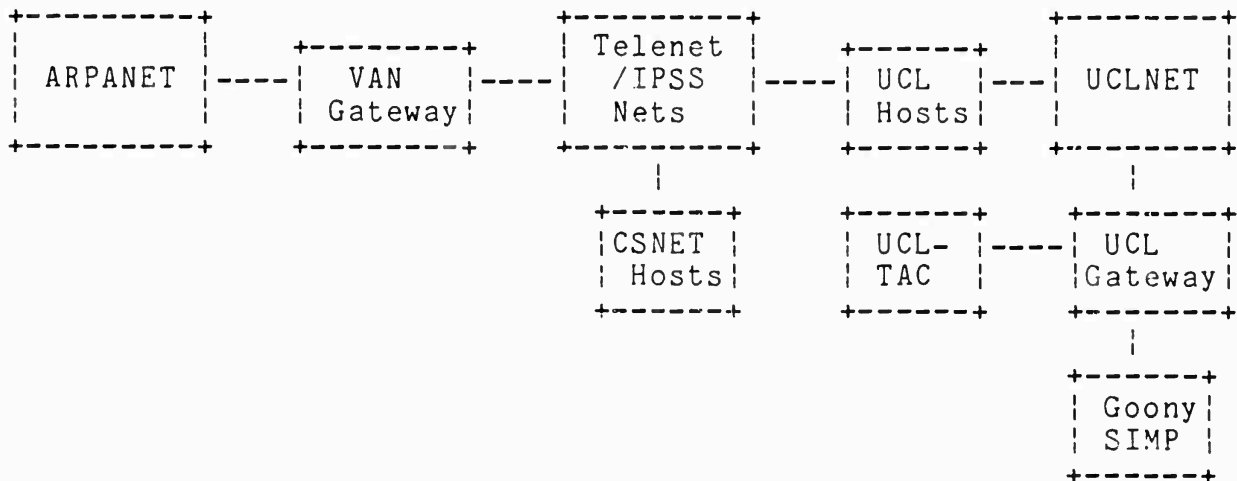 ARPANET
VAN
Gateway
Telenet
/IPSS
Nets
UCL
Hosts
UCLNET
CSNET
Hosts
UCL-
TAC
UCL
Gateway
Goony
SIMP